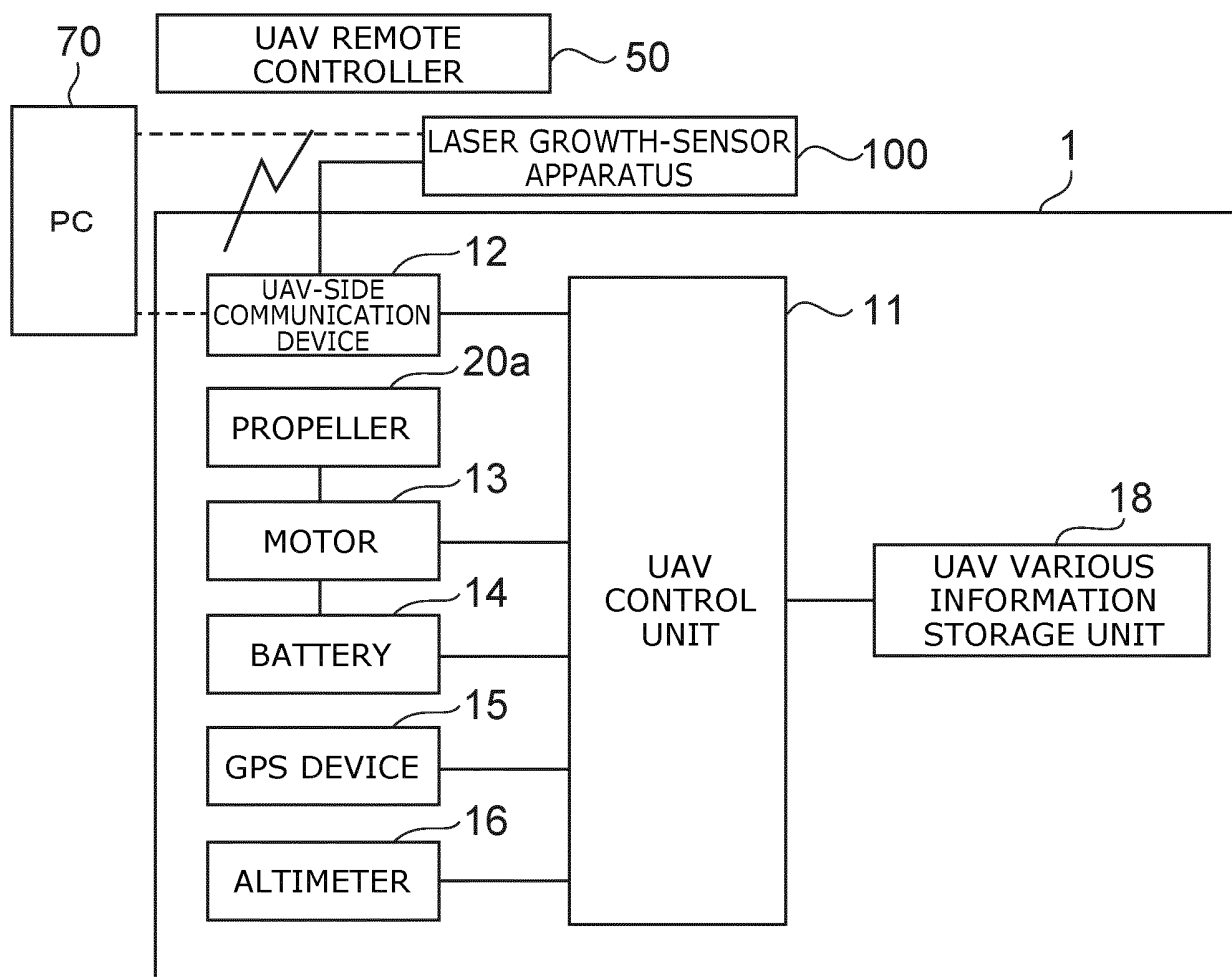 70
UAV REMOTE
CONTROLLER
50
LASER GROWTH-SENSOR
APPARATUS
100
1
PC
12
UAV-SIDE
COMMUNICATION
DEVICE
11
20a
PROPELLER
13
MOTOR
14
BATTERY
15
GPS DEVICE
16
ALTIMETER
UAV
CONTROL
UNIT
18
UAV VARIOUS
INFORMATION
STORAGE UNIT